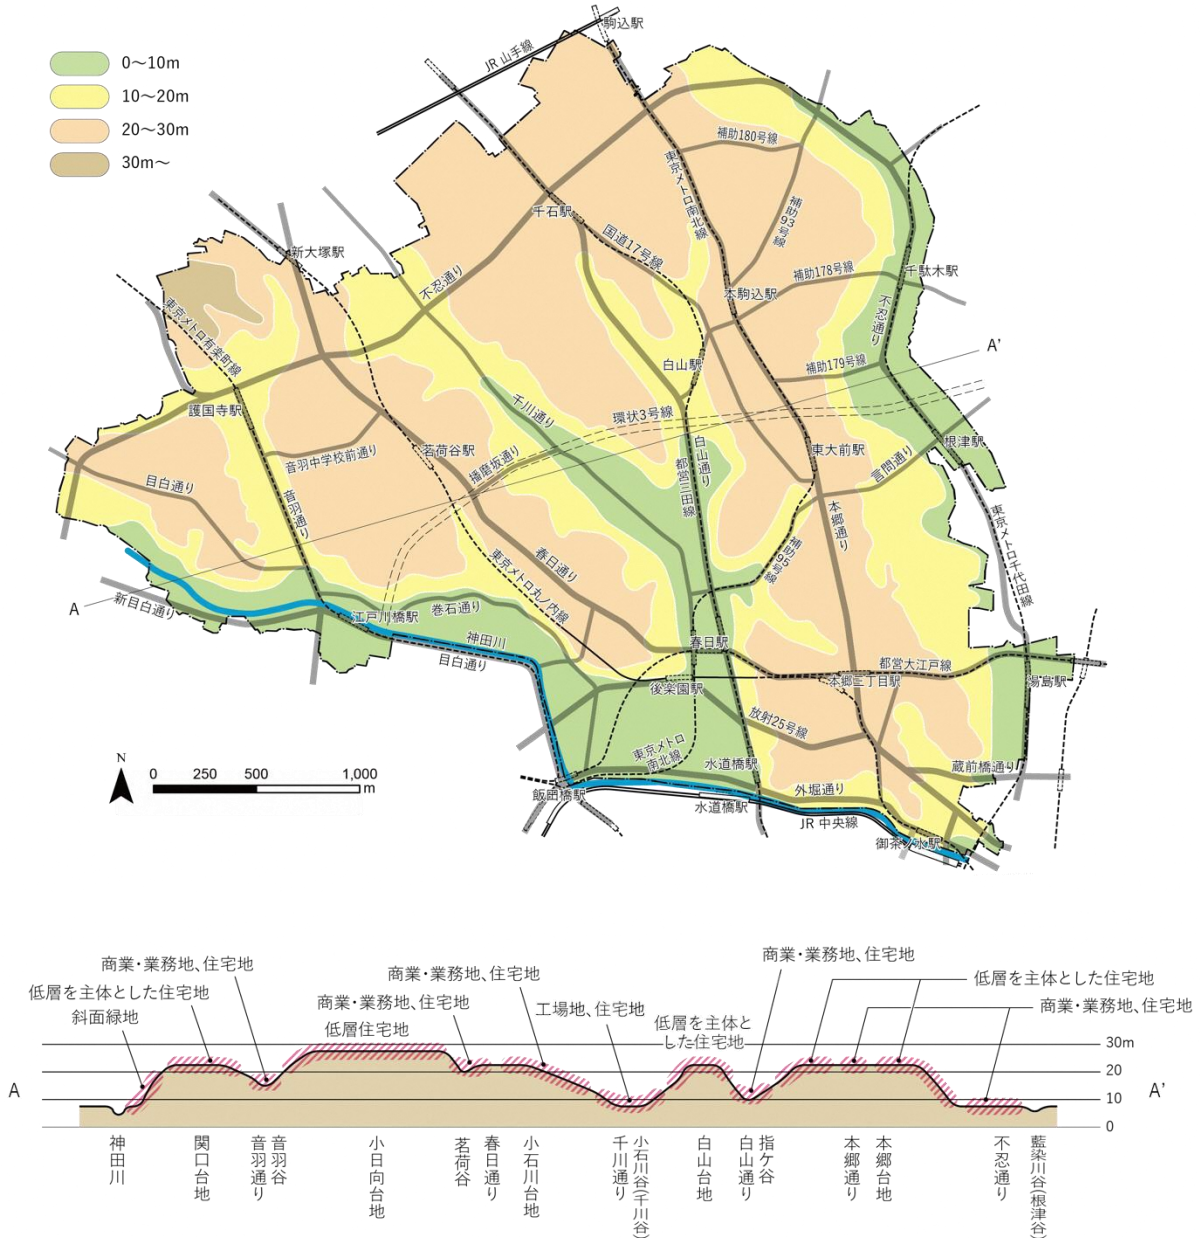 0〜10m
10〜20m
20〜30m
30m〜
駒込駅
JR 山手線
補助180号線
東京メトロ南北線
千石駅
国道17号線
補助93号線
新大塚駅
不忍通り
補助178号線
千駄木駅
本駒込駅
東京メトロ有楽町線
不忍通り
A'
白山駅
補助179号線
護国寺駅
千川通り
環状3号線
音羽中学校前通り
茗荷谷駅
播磨坂通り
白山通り
都営三田線
東大前駅
言問通り
根津駅
目白通り
音羽通り
本郷通り
東京メトロ千代田線
春日通り
東京メトロ丸ノ内線
補助95号線
A
新目白通り
江戸川橋駅
巻石通り
神田川
目白通り
春日駅
都営大江戸線
後楽園駅
本郷三丁目駅
湯島駅
放射25号線
東京メトロ
南北線
水道橋駅
蔵前橋通り
N
0 250 500 1,000
m
飯田橋駅
水道橋駅
外堀通り
JR 中央線
御茶ノ水駅
商業・業務地、住宅地
低層を主体とした住宅地
斜面緑地
商業・業務地、住宅地
商業・業務地、住宅地
低層住宅地
工場地、住宅地
低層を主体と
した住宅地
商業・業務地、住宅地
低層を主体とした住宅地
商業・業務地、住宅地
30m
20
10
0
A
A'
神田川
関口台地
音羽通り
音羽谷
小日向台地
茗荷谷
春日通り
小石川台地
千川通り
小石川谷(千川谷)
白山台地
白山通り
指ケ谷
本郷通り
本郷台地
不忍通り
藍染川谷(根津谷)